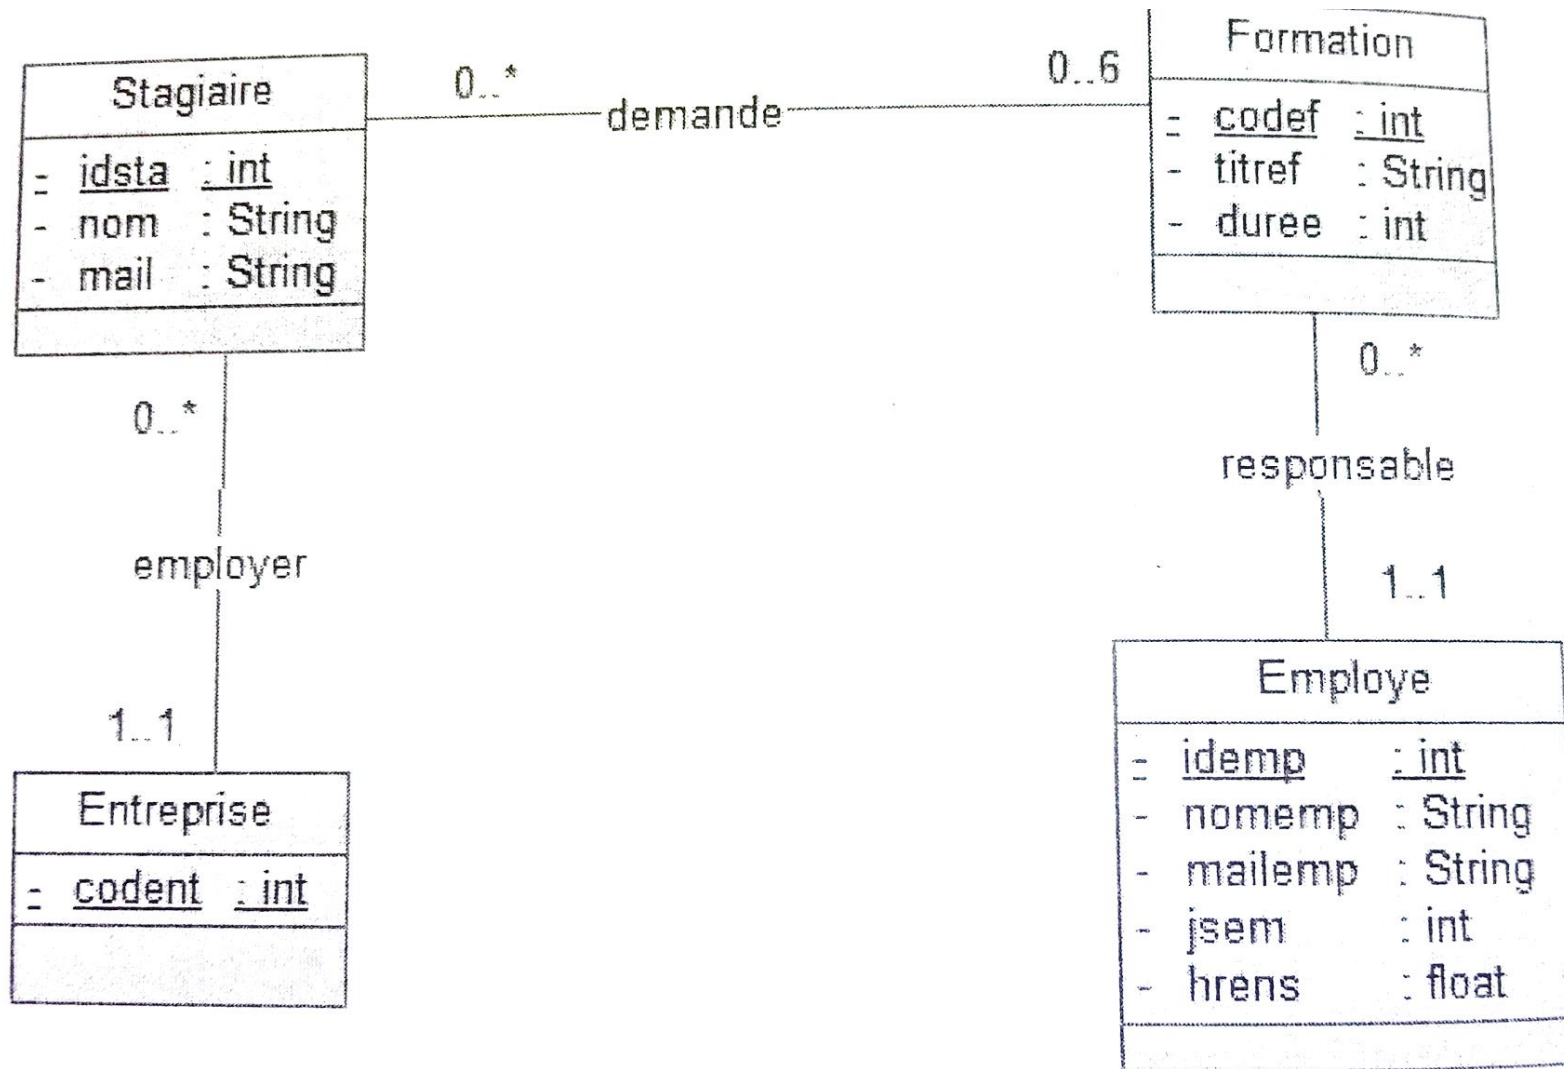 Stagiaire
- idsta : int
- nom : String
- mail : String
0..*
demande
0..6
Formation
- codef : int
- titref : String
- duree : int
0..*
employer
1..1
Entreprise
- codent : int
0..*
responsable
1..1
Employe
- idemp : int
- nomemp : String
- mailemp : String
- jsem : int
- hrens : float